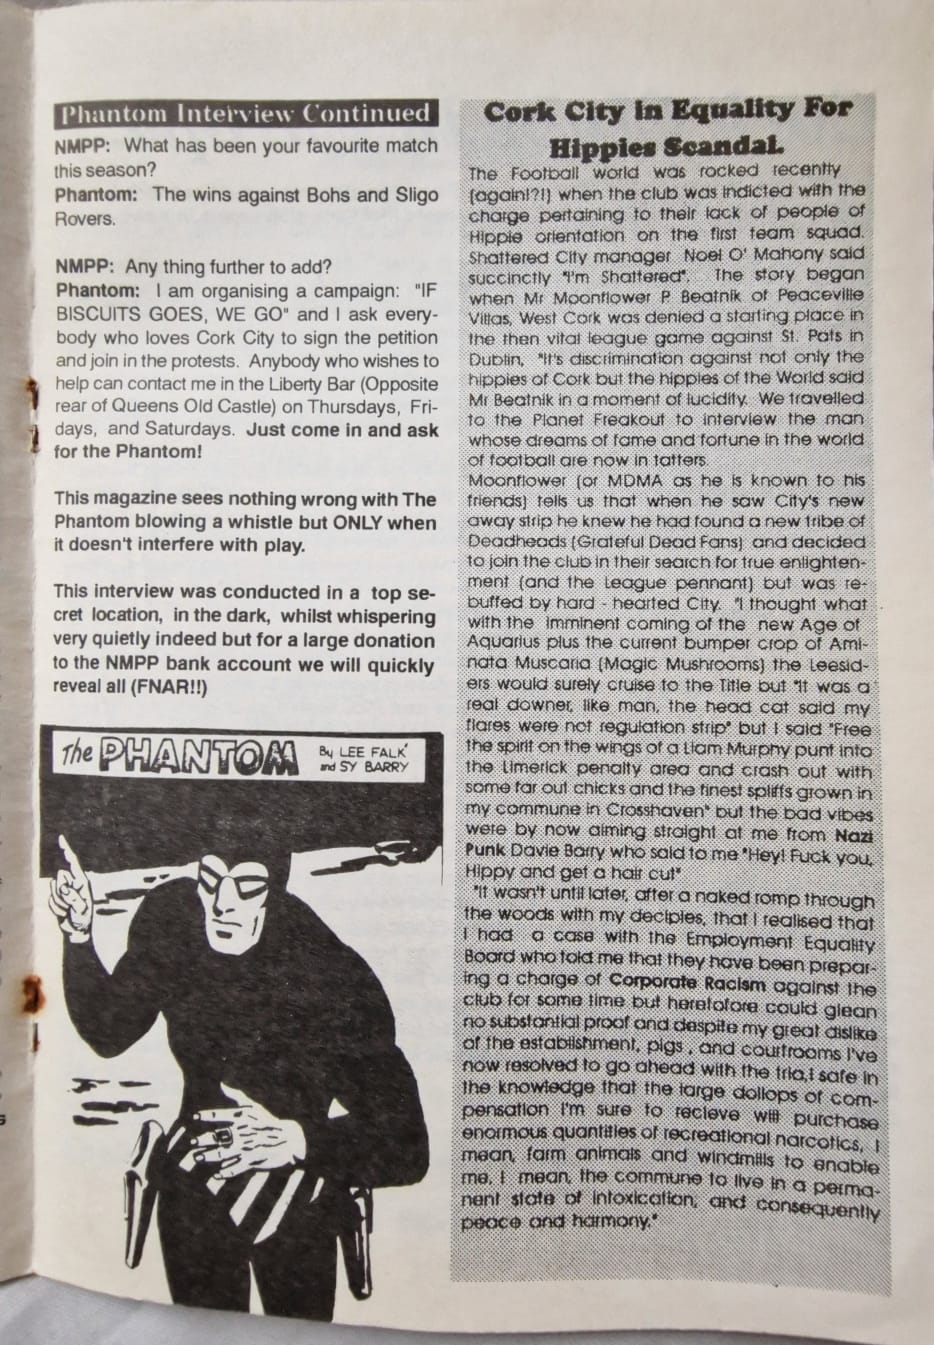 Phantom Interview Continued
NMPP: What has been your favourite match
this season?
Phantom: The wins against Bohs and Sligo
Rovers.
NMPP: Any thing further to add?
Phantom: I am organising a campaign: "IF
BISCUITS GOES, WE GO" and I ask every-
body who loves Cork City to sign the petition
and join in the protests. Anybody who wishes to
help can contact me in the Liberty Bar (Opposite
rear of Queens Old Castle) on Thursdays, Fri-
days, and Saturdays. Just come in and ask
for the Phantom!
This magazine sees nothing wrong with The
Phantom blowing a whistle but ONLY when
it doesn't interfere with play.
This interview was conducted in a top se-
cret location, in the dark, whilst whispering
very quietly indeed but for a large donation
to the NMPP bank account we will quickly
reveal all (FNAR!!)
The PHANTOM
By LEE FALK
and SY BARRY
Cork City in Equality For
Hippies Scandal.
The Football world was rocked recently
(again!?!) when the club was indicted with the
charge pertaining to their lack of people of
Hippie orientation on the first team squad.
Shattered City manager Noel O' Mahony said
succinctly "I'm Shattered". The story began
when Mr Moonflower P. Beatnik of Peaceville
Villas, West Cork was denied a starting place in
the then vital league game against St. Pats in
Dublin, "It's discrimination against not only the
hippies of Cork but the hippies of the World said
Mr Beatnik in a moment of lucidity. We travelled
to the Planet Freakout to interview the man
whose dreams of fame and fortune in the world
of football are now in tatters.
Moonflower (or MDMA as he is known to his
friends) tells us that when he saw City's new
away strip he knew he had found a new tribe of
Deadheads (Grateful Dead Fans) and decided
to join the club in their search for true enlighten-
ment (and the League pennant) but was re-
buffed by hard - hearted City. "I thought what
with the imminent coming of the new Age of
Aquarius plus the current bumper crop of Ami-
nata Muscaria (Magic Mushrooms) the Leesid-
ers would surely cruise to the Title but "It was a
real downer, like man, the head cat said my
flares were not regulation strip" but I said "Free
the spirit on the wings of a Liam Murphy punt into
the Limerick penalty area and crash out with
some far out chicks and the finest spliffs grown in
my commune in Crosshaven" but the bad vibes
were by now aiming straight at me from Nazi
Punk Davie Barry who said to me "Hey! Fuck you,
Hippy and get a hair cut"
"It wasn't until later, after a naked romp through
the woods with my deciples, that I realised that
I had a case with the Employment Equality
Board who told me that they have been prepar-
ing a charge of Corporate Racism against the
club for some time but heretofore could glean
no substantial proof and despite my great dislike
of the establishment, pigs , and courtrooms I've
now resolved to go ahead with the tria,l safe in
the knowledge that the large dollops of com-
pensation I'm sure to recieve will purchase
enormous quantities of recreational narcotics, I
mean, farm animals and windmills to enable
me, I mean, the commune to live in a perma-
nent state of intoxication, and consequently
peace and harmony."